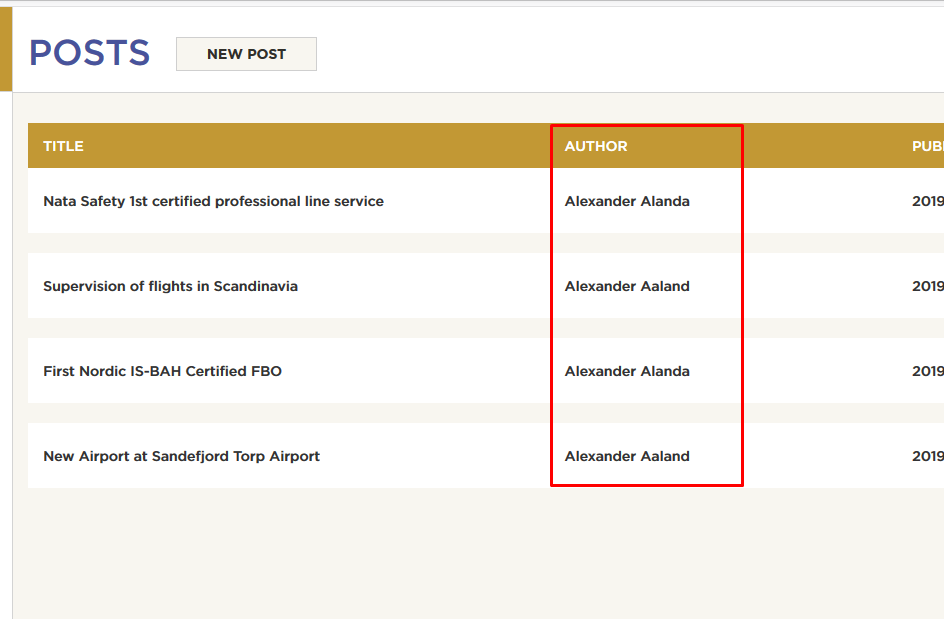 POSTS
NEW POST
TITLE AUTHOR
Nata Safety 1st certified professional line service Alexander Alanda 2019
Supervision of flights in Scandinavia Alexander Aaland 2019
First Nordic IS-BAH Certified FBO Alexander Alanda 2019
New Airport at Sandefjord Torp Airport Alexander Aaland 2019